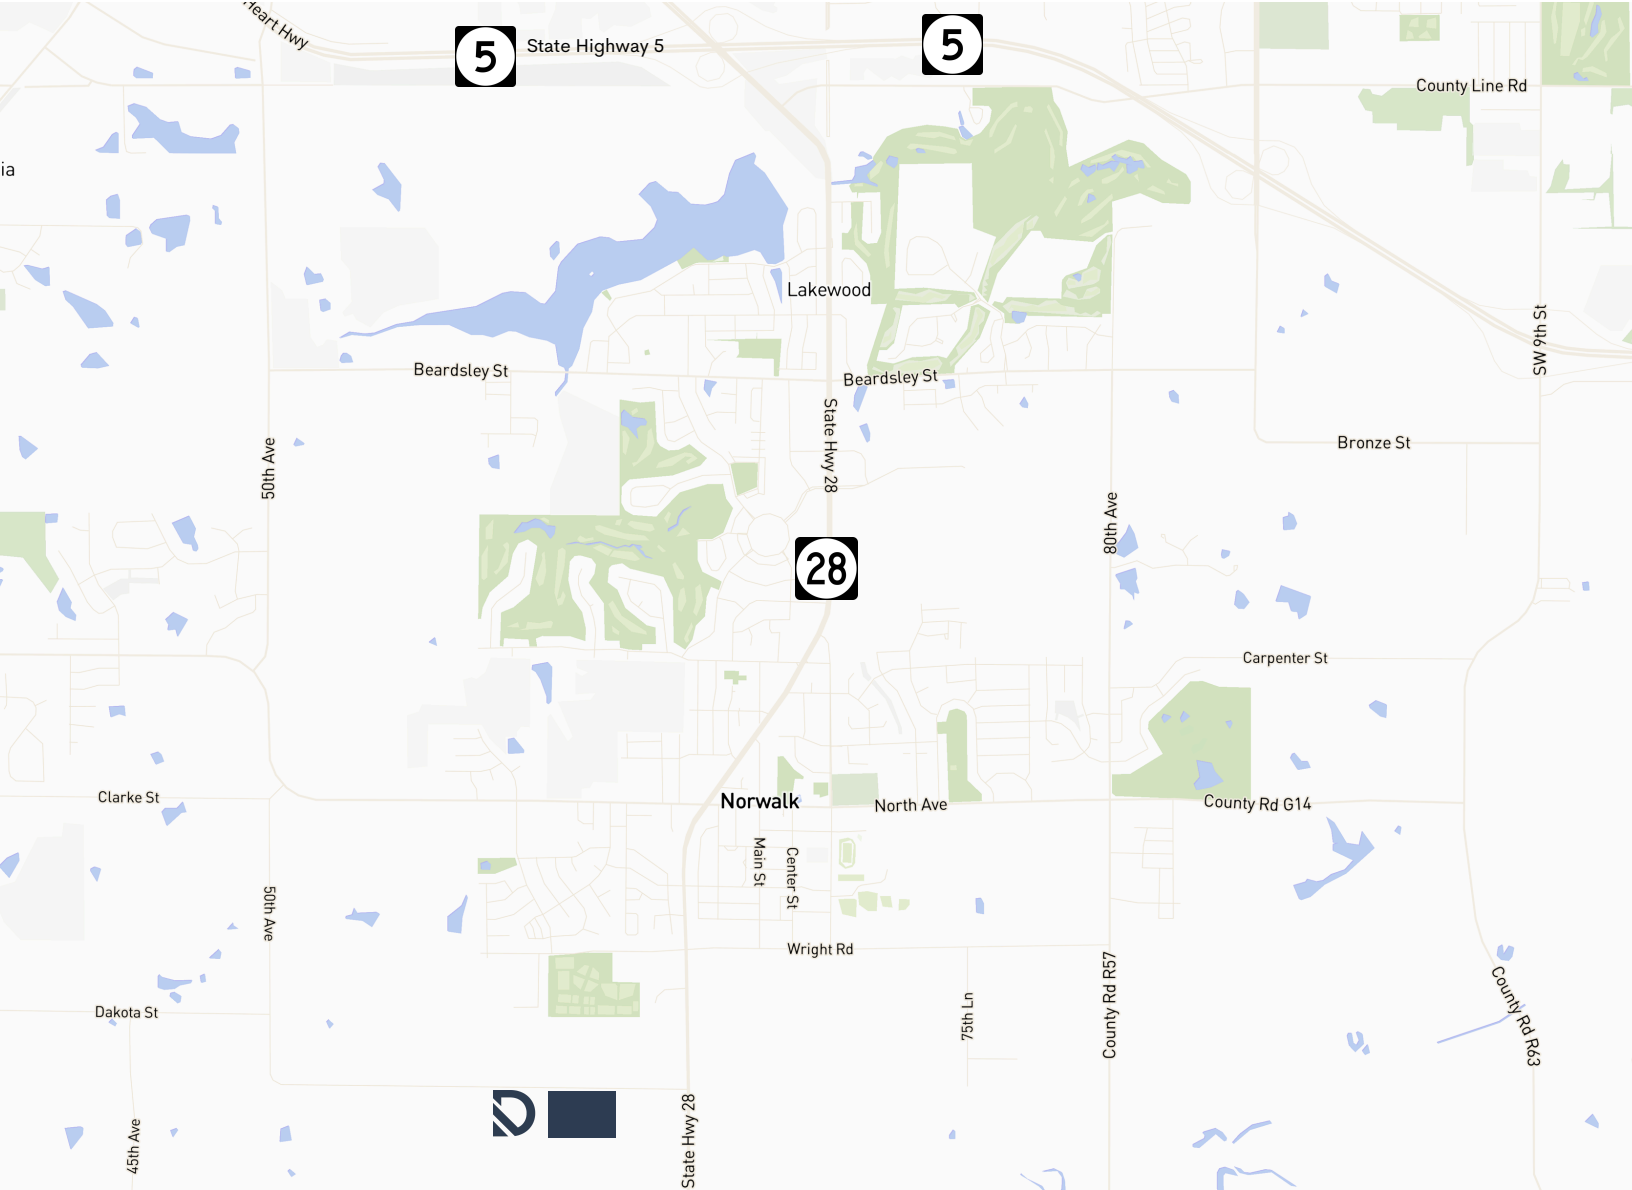 Heart Hwy
5
State Highway 5
5
County Line Rd
ia
Lakewood
SW 9th St
Beardsley St
Beardsley St
State Hwy 28
Bronze St
50th Ave
80th Ave
28
Carpenter St
Clarke St
Norwalk
North Ave
County Rd G14
Main St
Center St
50th Ave
Wright Rd
County Rd R57
75th Ln
County Rd R63
Dakota St
State Hwy 28
45th Ave